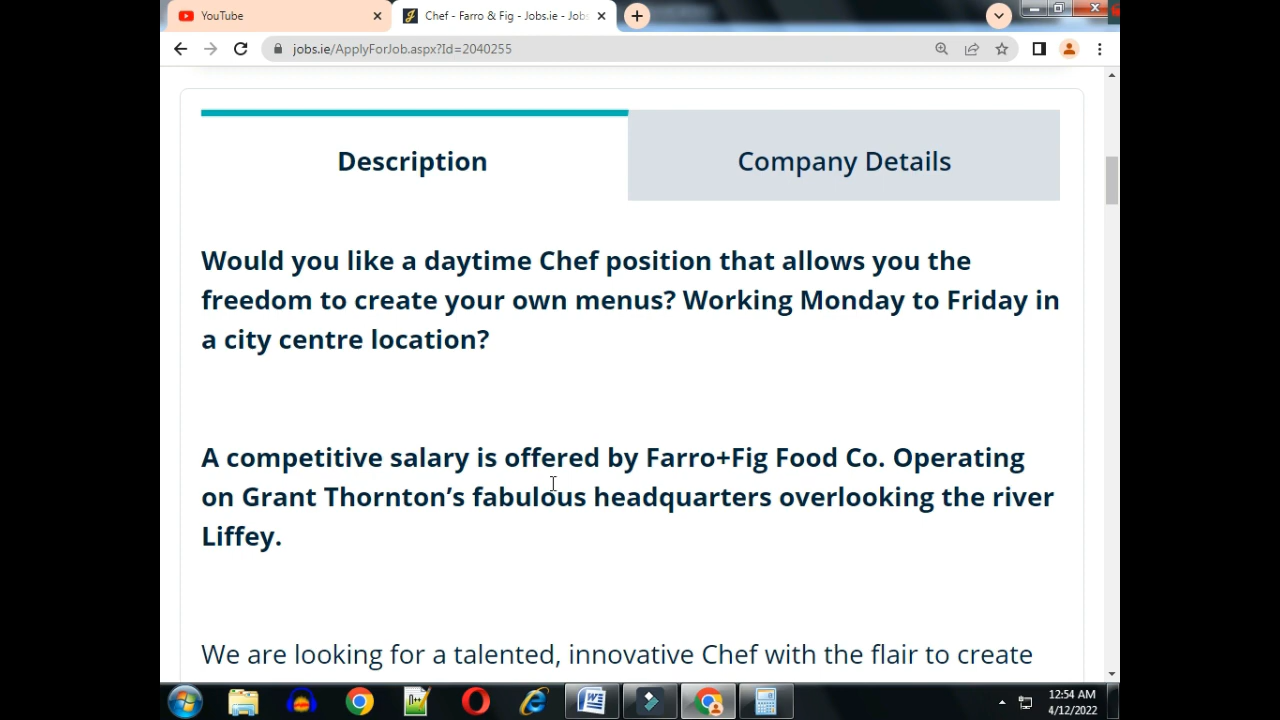 YouTube
Chef - Farro & Fig - Jobs.ie - Jobs
jobs.ie/ApplyForJob.aspx?Id=2040255
Description
Company Details
Would you like a daytime Chef position that allows you the
freedom to create your own menus? Working Monday to Friday in
a city centre location?
A competitive salary is offered by Farro+Fig Food Co. Operating
on Grant Thornton’s fabulous headquarters overlooking the river
Liffey.
We are looking for a talented, innovative Chef with the flair to create
12:54 AM
4/12/2022